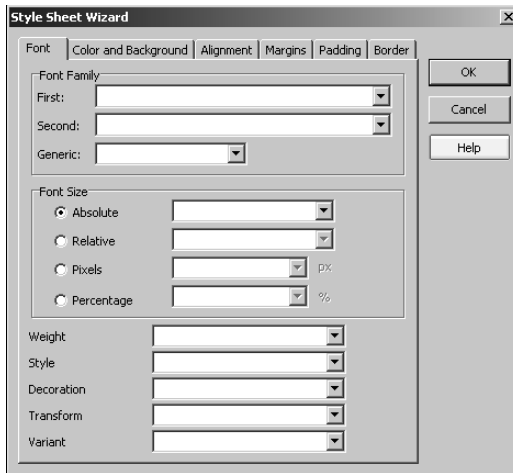 Style Sheet Wizard
Font Color and Background Alignment Margins Padding Border
Font Family
First:
Second:
Generic:
OK
Cancel
Help
Font Size
Absolute
Relative
Pixels px
Percentage %
Weight
Style
Decoration
Transform
Variant